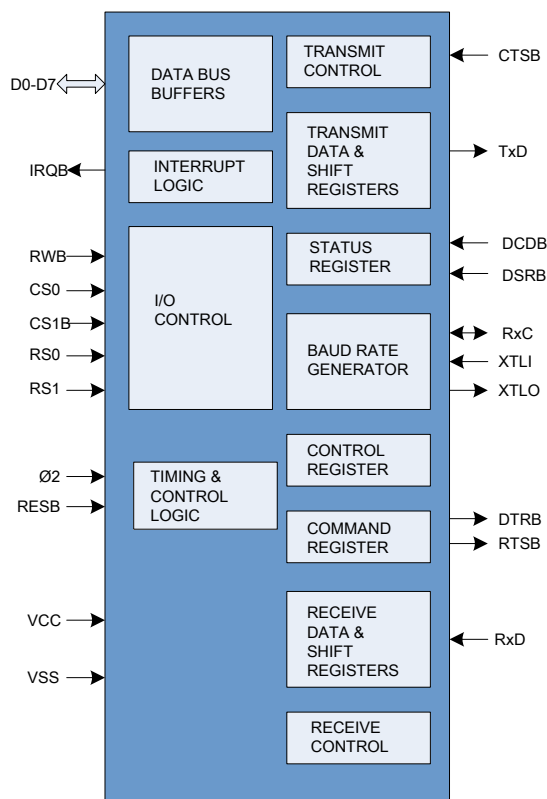 D0-D7
IRQB
RWB
CS0
CS1B
RS0
RS1
Ø2
RESB
VCC
VSS
DATA BUS
BUFFERS
INTERRUPT
LOGIC
I/O
CONTROL
TIMING &
CONTROL
LOGIC
TRANSMIT
CONTROL
TRANSMIT
DATA &
SHIFT
REGISTERS
STATUS
REGISTER
BAUD RATE
GENERATOR
CONTROL
REGISTER
COMMAND
REGISTER
RECEIVE
DATA &
SHIFT
REGISTERS
RECEIVE
CONTROL
CTSB
TxD
DCDB
DSRB
RxC
XTLI
XTLO
DTRB
RTSB
RxD